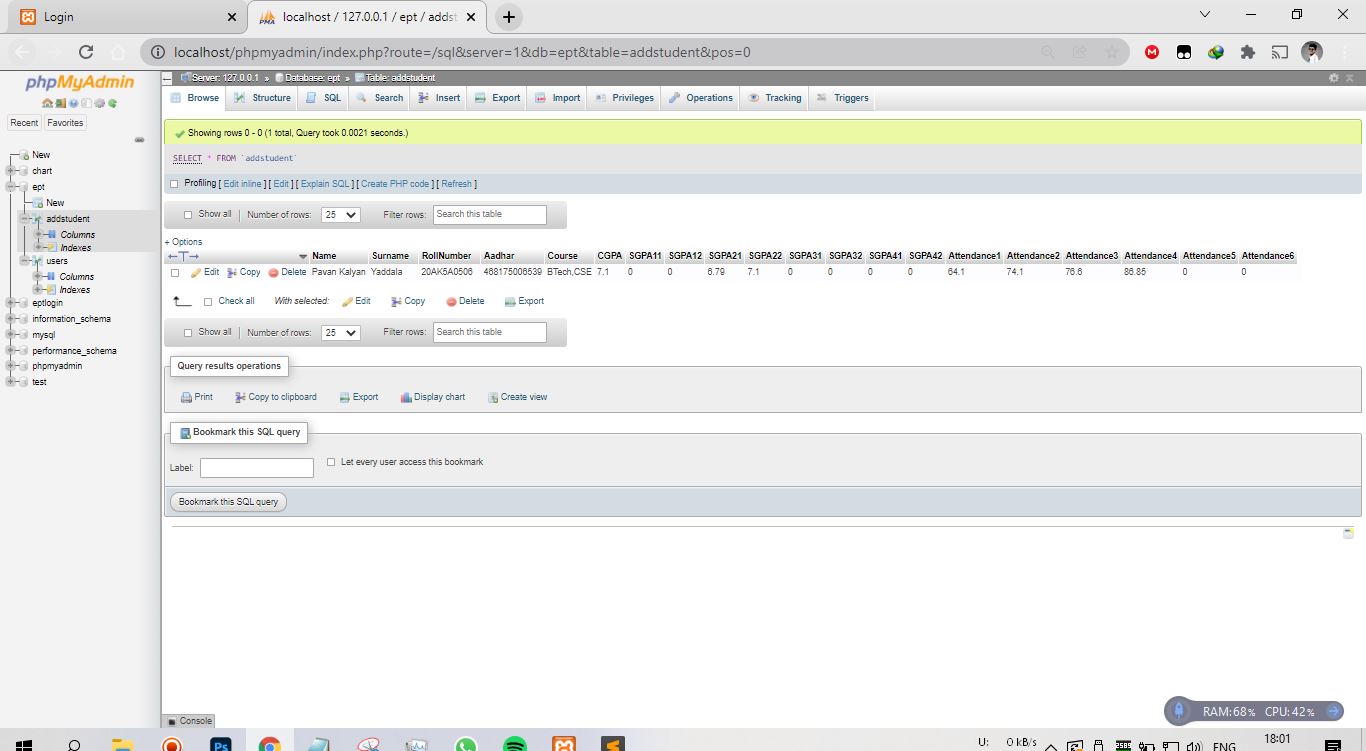 Login
localhost / 127.0.0.1 / ept / addst
localhost/phpmyadmin/index.php?route=/sql&server=1&db=ept&table=addstudent&pos=0
phpMyAdmin
Recent Favorites
New
chart
ept
New
addstudent
Columns
Indexes
users
Columns
Indexes
eptlogin
information_schema
mysql
performance_schema
phpmyadmin
test
Server: 127.0.0.1 » Database: ept » Table: addstudent
Browse Structure SQL Search Insert Export Import Privileges Operations Tracking Triggers
Showing rows 0 - 0 (1 total, Query took 0.0021 seconds.)
SELECT * FROM `addstudent`
Profiling [ Edit inline ] [ Edit ] [ Explain SQL ] [ Create PHP code ] [ Refresh ]
Show all | Number of rows: 25 Filter rows: Search this table
+ Options
←T→ Name Surname RollNumber Aadhar Course CGPA SGPA11 SGPA12 SGPA21 SGPA22 SGPA31 SGPA32 SGPA41 SGPA42 Attendance1 Attendance2 Attendance3 Attendance4 Attendance5 Attendance6
Edit Copy Delete Pavan Kalyan Yaddala 20AK5A0506 468175006539 BTech,CSE 7.1 0 0 6.79 7.1 0 0 0 0 64.1 74.1 76.6 86.85 0 0
Check all With selected: Edit Copy Delete Export
Show all | Number of rows: 25 Filter rows: Search this table
Query results operations
Print Copy to clipboard Export Display chart Create view
Bookmark this SQL query
Label: Let every user access this bookmark
Bookmark this SQL query
Console
RAM:68% CPU:42%
U: 0 kB/s ENG 18:01